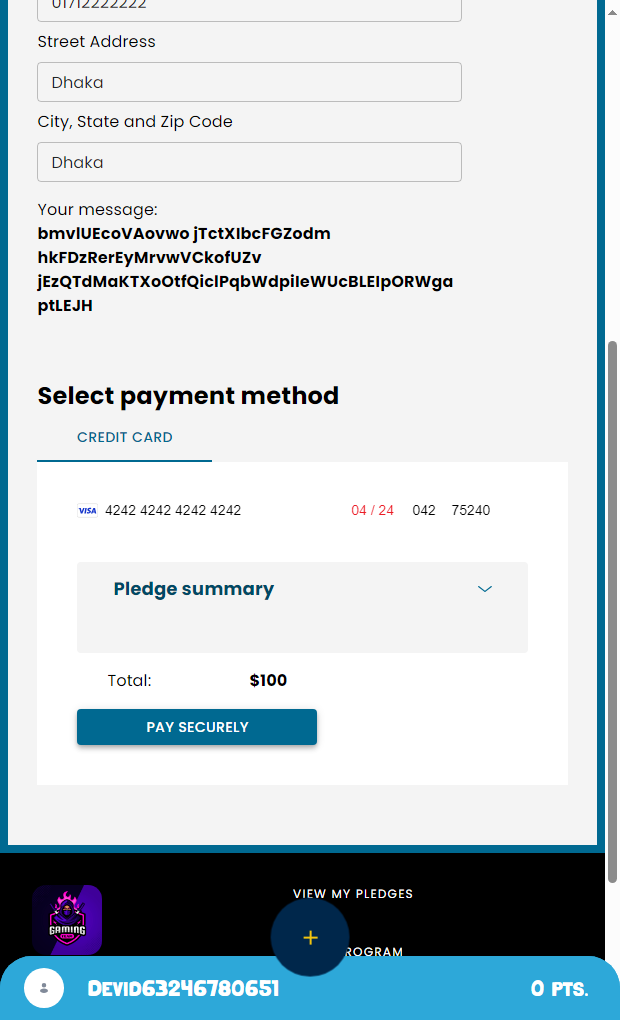 01712222222
Street Address
Dhaka
City, State and Zip Code
Dhaka
Your message:
bmvlUEcoVAovwo jTctXIbcFGZodm
hkFDzRerEyMrvwVCkofUZv
jEzQTdMaKTXoOtfQiclPqbWdpiIeWUcBLEIpORWga
ptLEJH
Select payment method
CREDIT CARD
VISA 4242 4242 4242 4242 04 / 24 042 75240
Pledge summary
Total: $100
PAY SECURELY
VIEW MY PLEDGES
GAMING
ROGRAM
+
Devid63246780651 0 PTS.